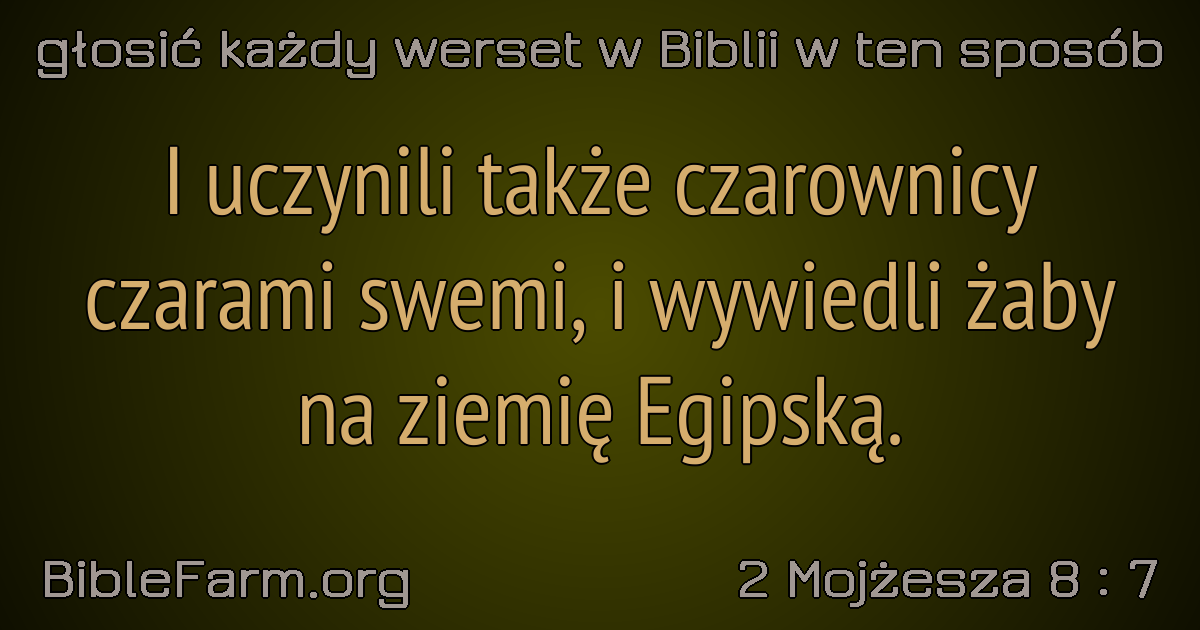 głosić każdy werset w Biblii w ten sposób
I uczynili także czarownicy
czarami swemi, i wywiedli żaby
na ziemię Egipską.
BibleFarm.org
2 Mojżesza 8 : 7